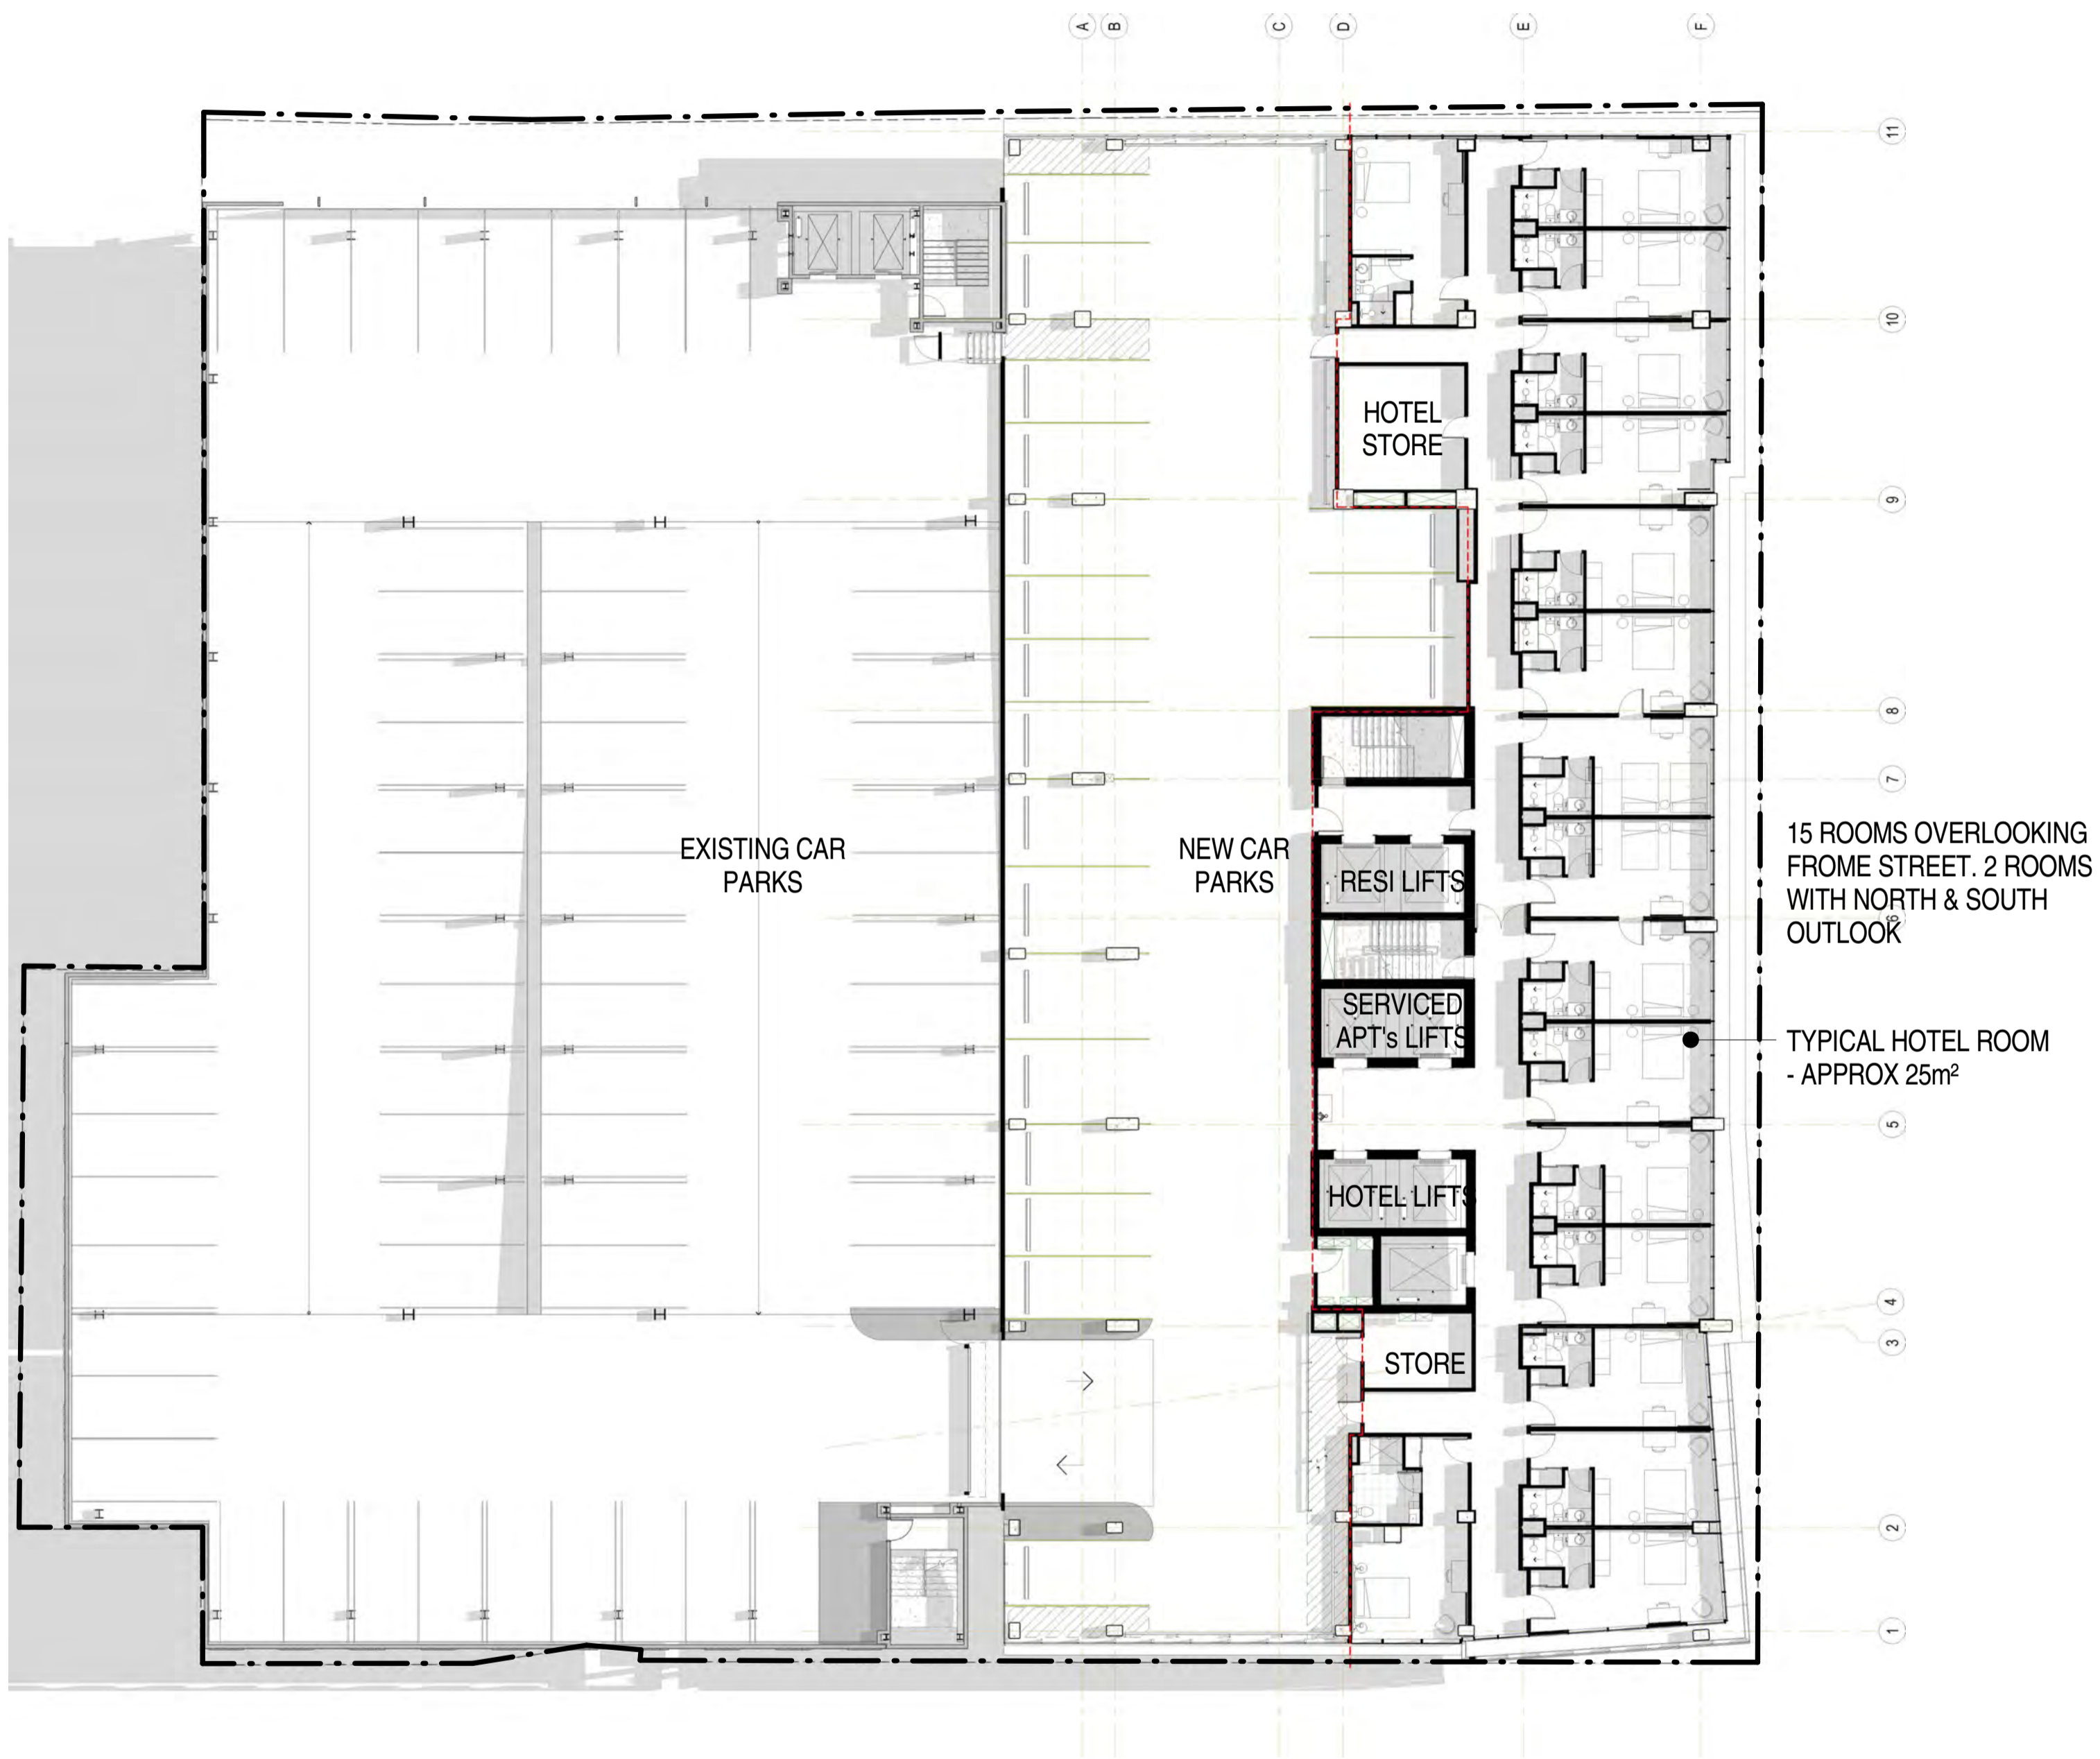 A
B
C
D
E
F
11
10
HOTEL
STORE
9
8
7
EXISTING CAR
PARKS
NEW CAR
PARKS
RESI LIFTS
15 ROOMS OVERLOOKING
FROME STREET. 2 ROOMS
WITH NORTH & SOUTH
OUTLOOK
6
SERVICED
APT's LIFTS
TYPICAL HOTEL ROOM
- APPROX 25m²
5
HOTEL LIFTS
4
3
STORE
2
1